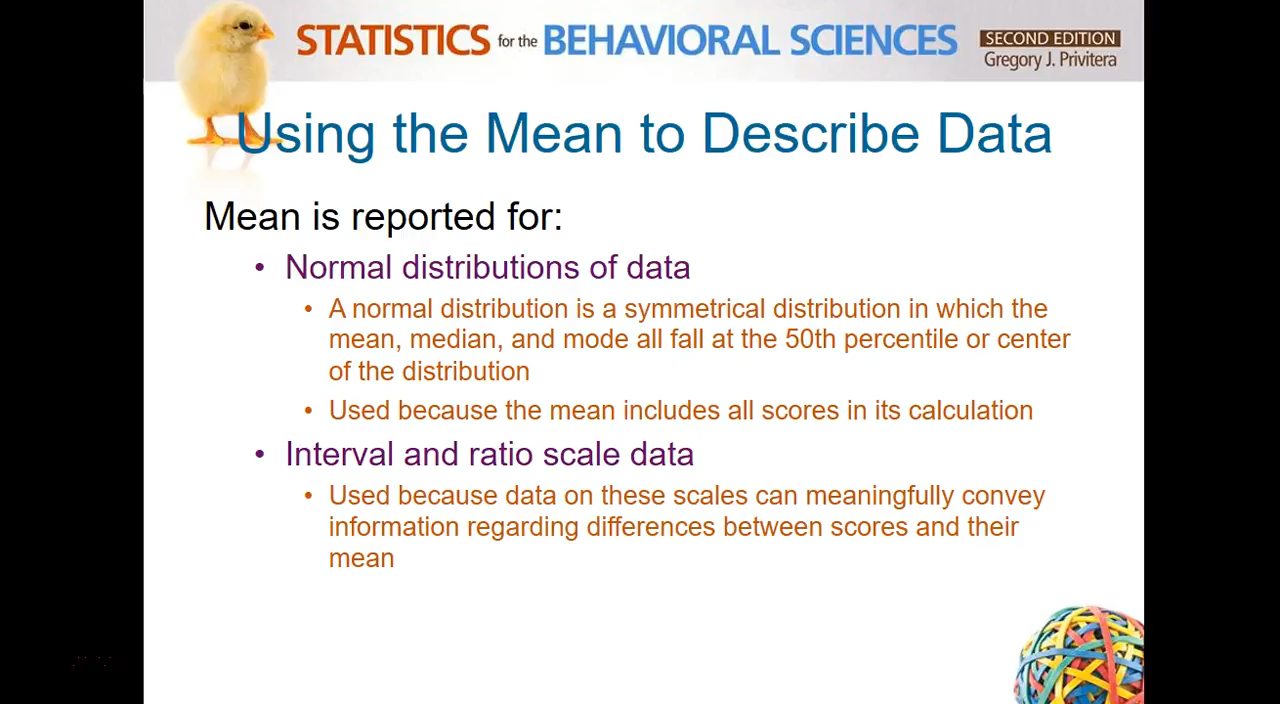 STATISTICS for the BEHAVIORAL SCIENCES SECOND EDITION
Gregory J. Privitera
Using the Mean to Describe Data
Mean is reported for:
• Normal distributions of data
• A normal distribution is a symmetrical distribution in which the
mean, median, and mode all fall at the 50th percentile or center
of the distribution
• Used because the mean includes all scores in its calculation
• Interval and ratio scale data
• Used because data on these scales can meaningfully convey
information regarding differences between scores and their
mean